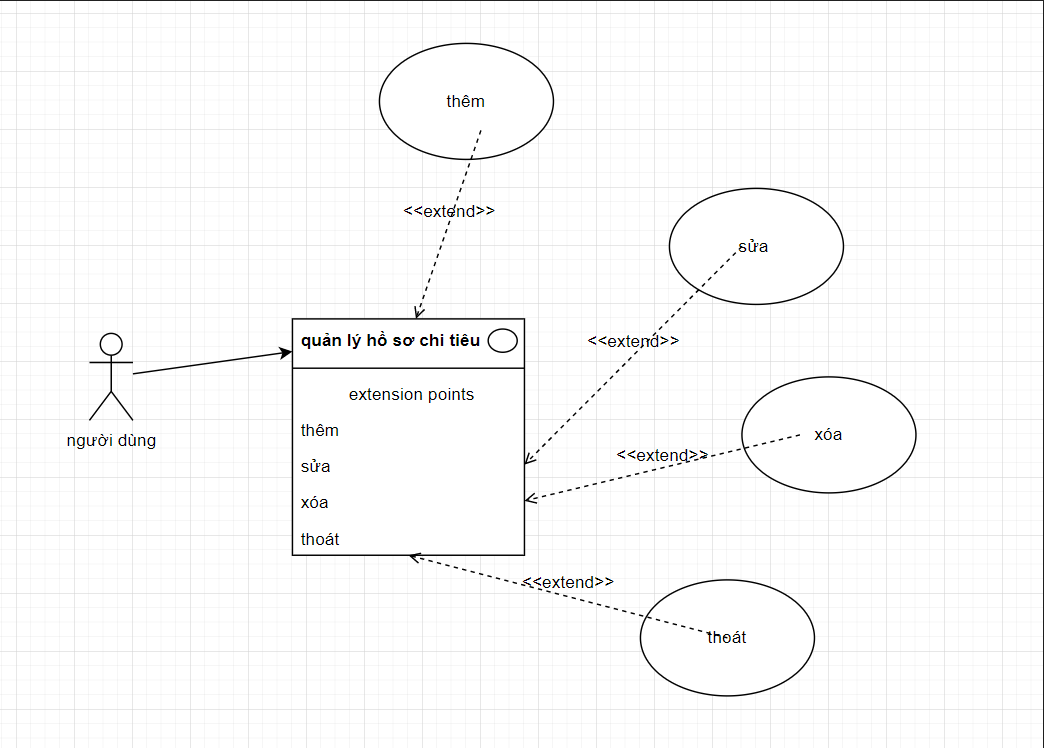 thêm
<<extend>>
sửa
<<extend>>
quản lý hồ sơ chi tiêu
extension points
thêm
sửa
xóa
thoát
người dùng
xóa
<<extend>>
<<extend>>
thoát